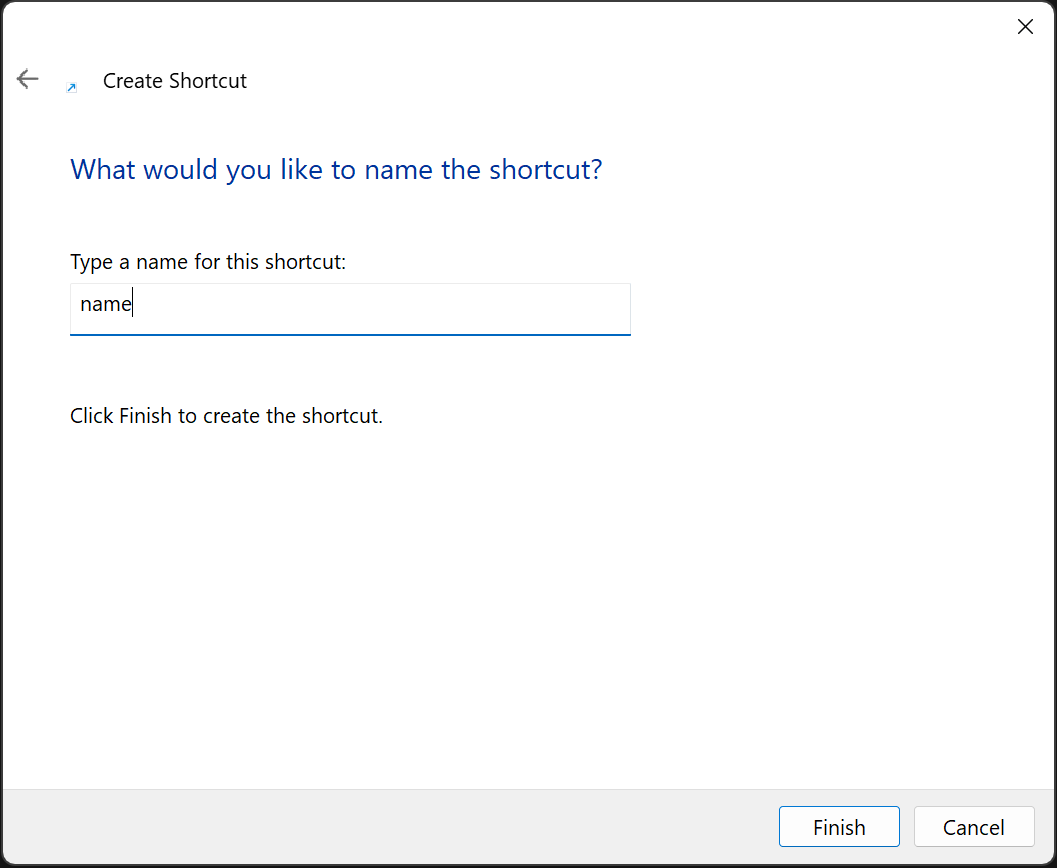 Create Shortcut
What would you like to name the shortcut?
Type a name for this shortcut:
name
Click Finish to create the shortcut.
Finish
Cancel